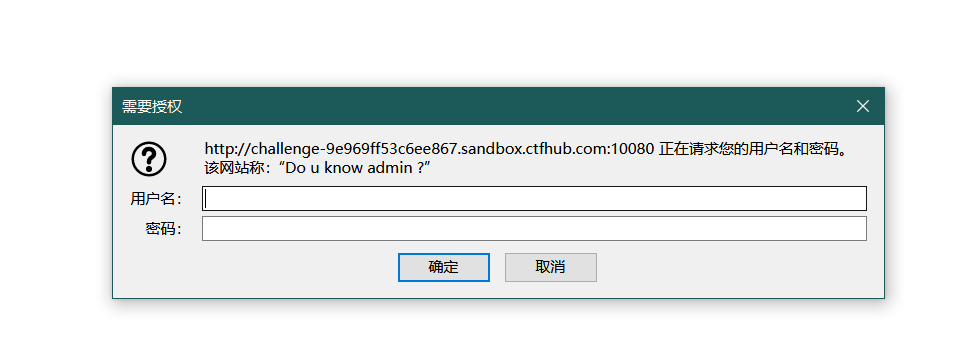 需要授权
http://challenge-9e969ff53c6ee867.sandbox.ctfhub.com:10080 正在请求您的用户名和密码。
该网站称：“Do u know admin ?”
用户名：
密码：
确定
取消